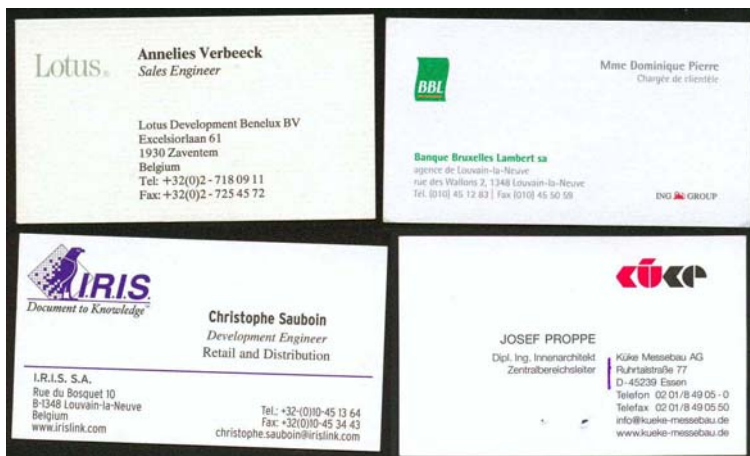 Lotus.
Annelies Verbeeck
Sales Engineer
Lotus Development Benelux BV
Excelsiorlaan 61
1930 Zaventem
Belgium
Tel: +32(0)2 - 718 09 11
Fax: +32(0)2 - 725 45 72
BBL
Mme Dominique Pierre
Chargée de clientèle
Banque Bruxelles Lambert sa
agence de Louvain-la-Neuve
rue des Wallons 2, 1348 Louvain-la-Neuve
Tél. (010) 45 12 83 | Fax (010) 45 50 59
ING GROUP
I.R.I.S.
Document to Knowledge™
Christophe Sauboin
Development Engineer
Retail and Distribution
I.R.I.S. S.A.
Rue du Bosquet 10
B-1348 Louvain-la-Neuve
Belgium
www.irislink.com
Tel.: +32-(0)10-45 13 64
Fax: +32(0)10-45 34 43
christophe.sauboin@irislink.com
KÜKE
JOSEF PROPPE
Dipl. Ing. Innenarchitekt
Zentralbereichsleiter
Küke Messebau AG
Ruhrtalstraße 77
D-45239 Essen
Telefon 02 01/8 49 05 - 0
Telefax 02 01/8 49 05 50
info@kueke-messebau.de
www.kueke-messebau.de